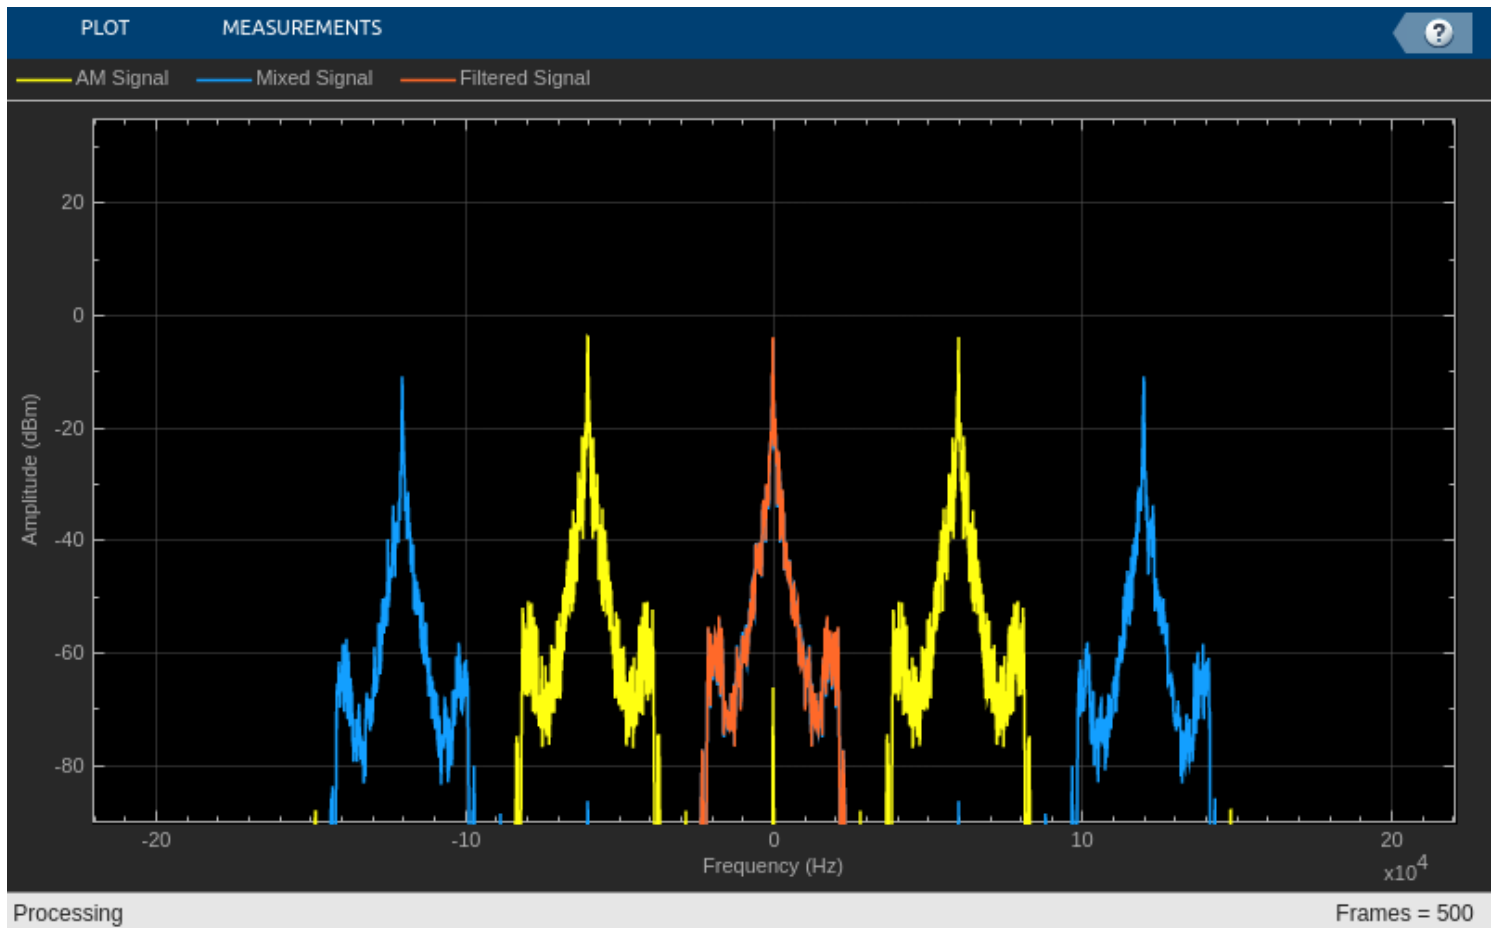 PLOT MEASUREMENTS ?
AM Signal Mixed Signal Filtered Signal
20
0
-20
-40
-60
-80
Amplitude (dBm)
-20 -10 0 10 20
Frequency (Hz)
x10^4
Processing Frames = 500